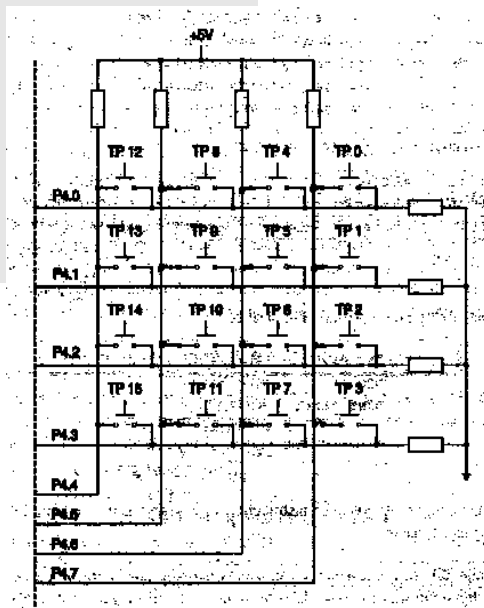 +5V
TP 12 TP 8 TP 4 TP 0
P4.0
TP 13 TP 9 TP 5 TP 1
P4.1
TP 14 TP 10 TP 6 TP 2
P4.2
TP 15 TP 11 TP 7 TP 3
P4.3
P4.4
P4.5
P4.6
P4.7